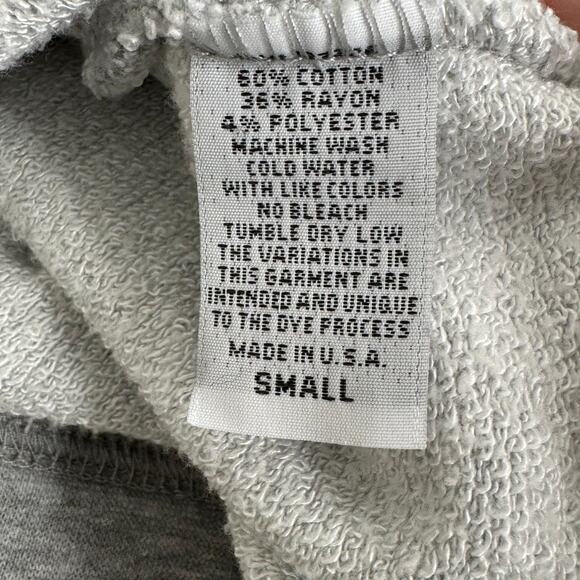 60% COTTON
36% RAYON
4% POLYESTER
MACHINE WASH
COLD WATER
WITH LIKE COLORS
NO BLEACH
TUMBLE DRY LOW
THE VARIATIONS IN
THIS GARMENT ARE
INTENDED AND UNIQUE
TO THE DYE PROCESS
MADE IN U.S.A.
SMALL